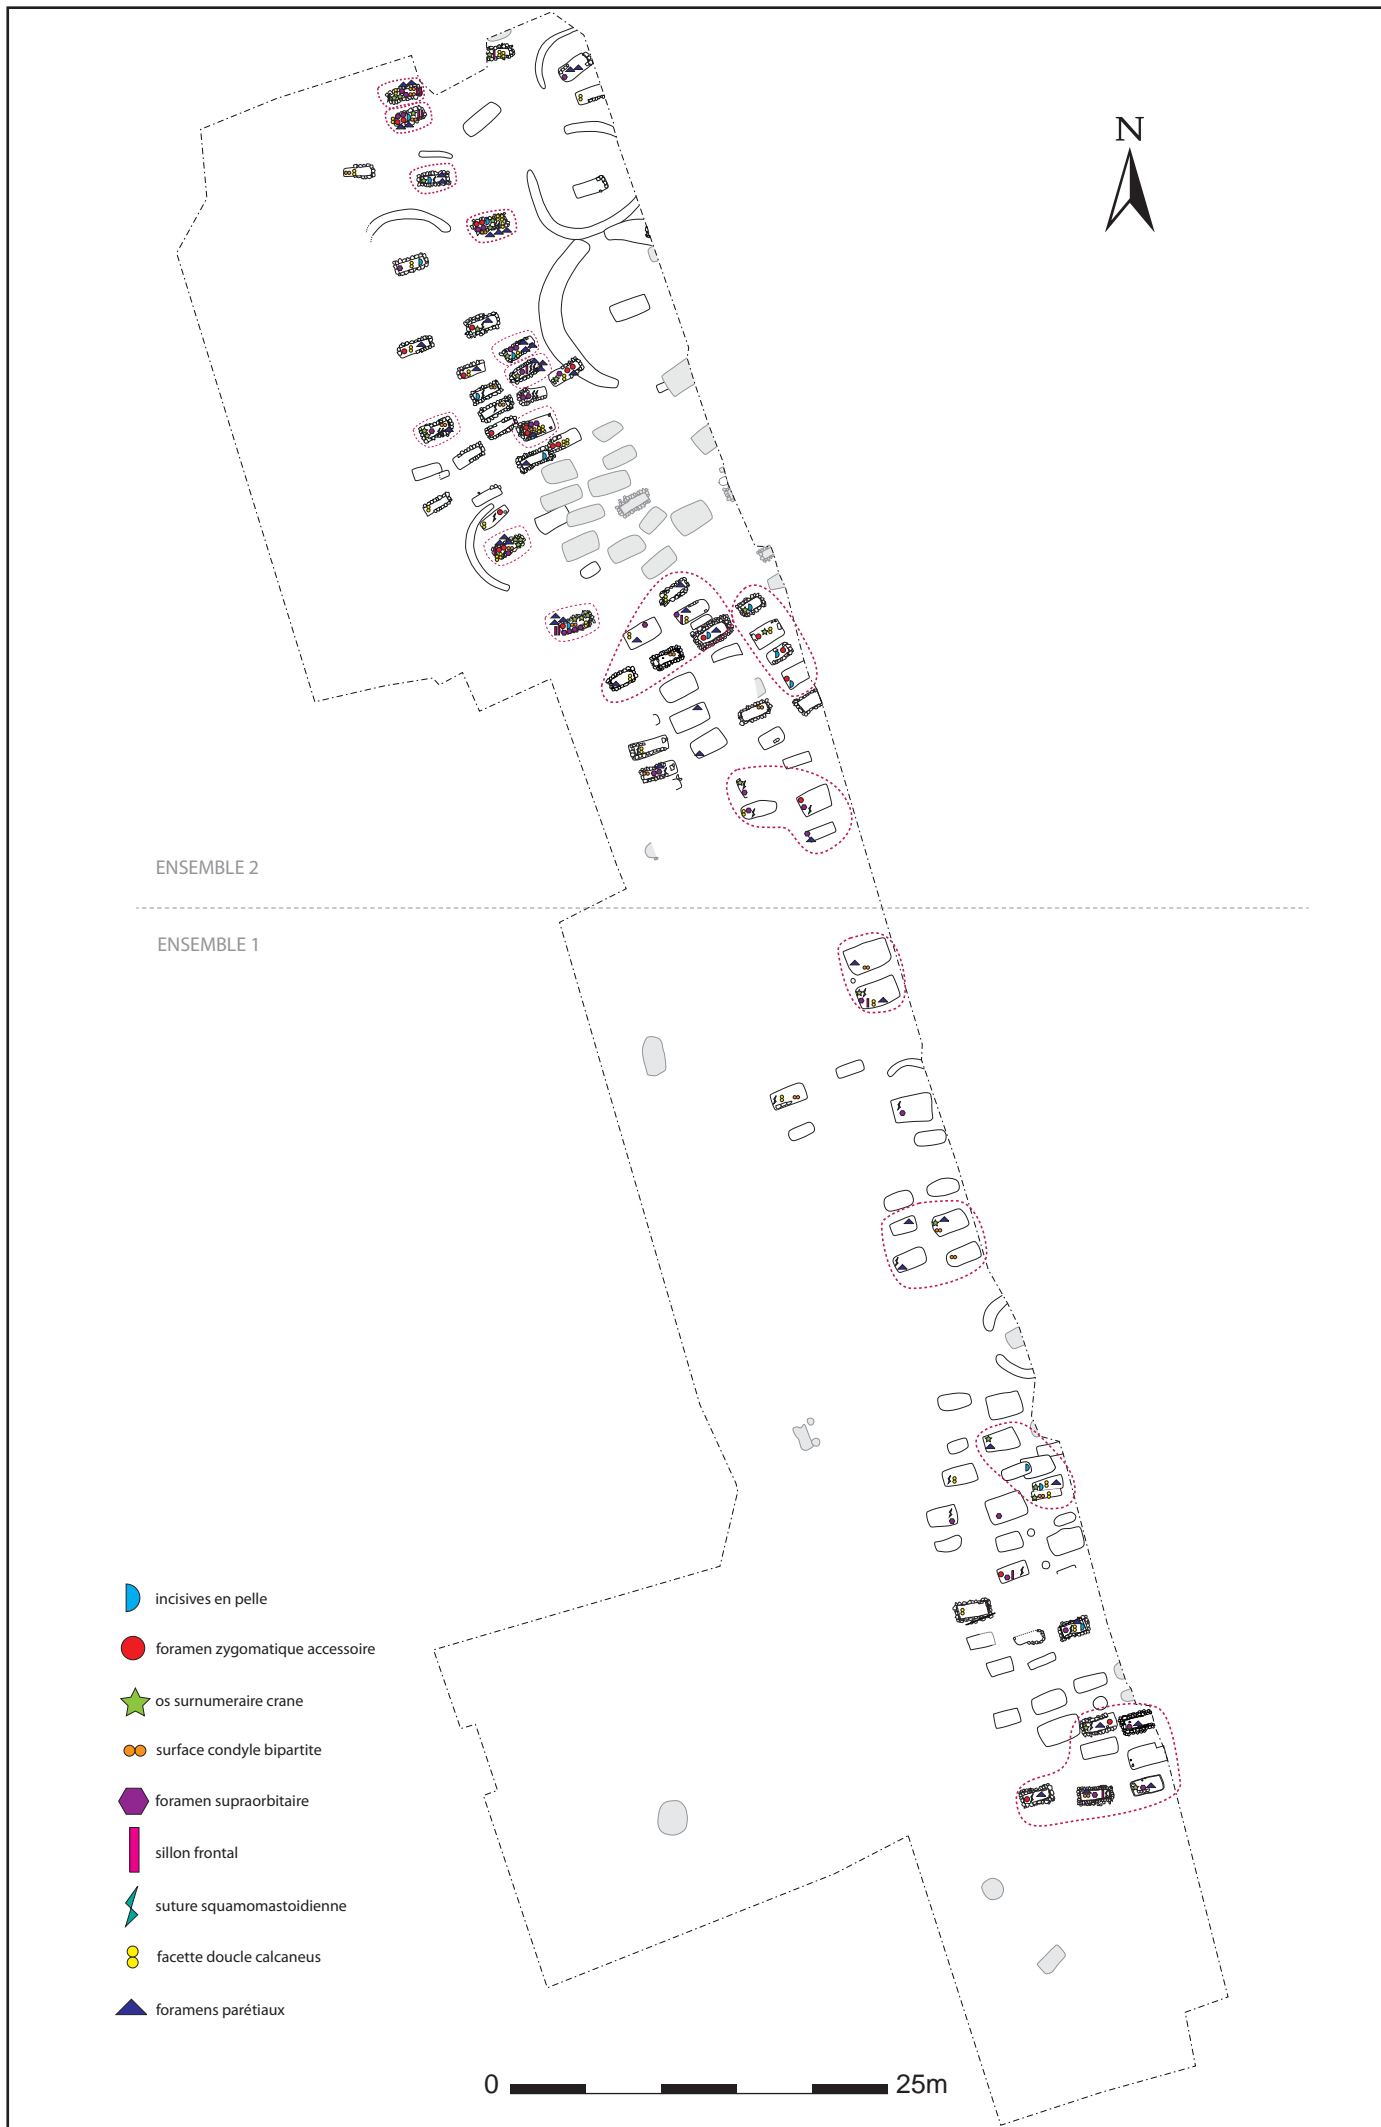 N
ENSEMBLE 2
ENSEMBLE 1
incisives en pelle
foramen zygomatique accessoire
os surnumeraire crane
surface condyle bipartite
foramen supraorbitaire
sillon frontal
suture squamomastoidienne
facette doucle calcaneus
foramens parétiaux
0 25m